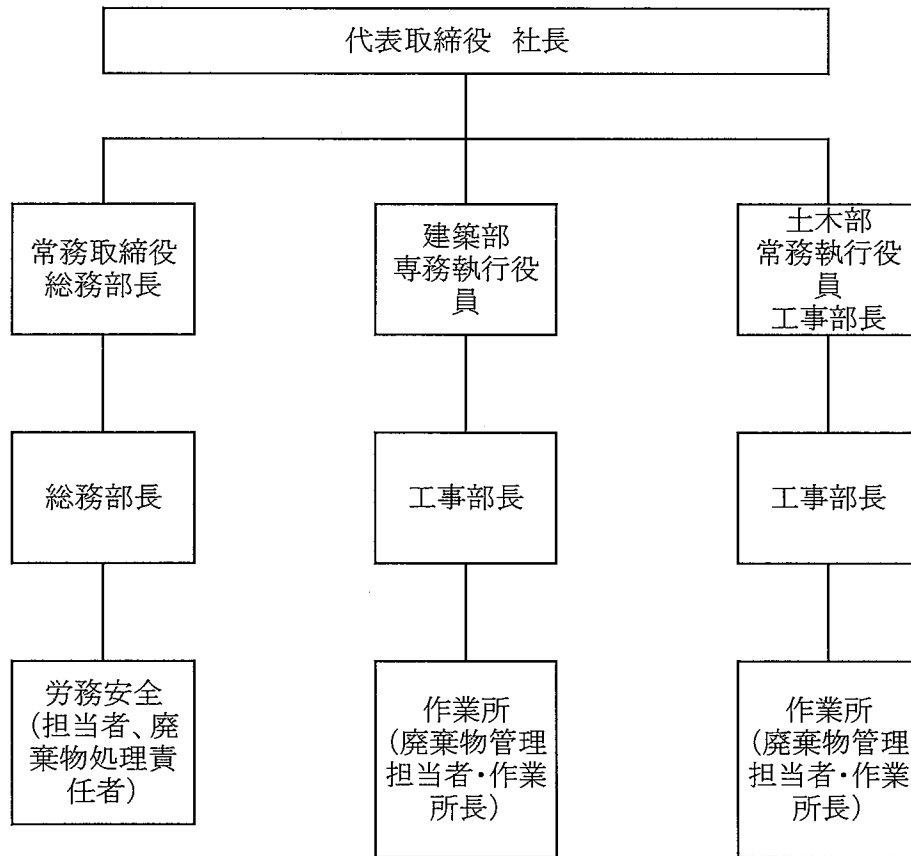 代表取締役 社長
常務取締役
総務部長
建築部
専務執行役
員
土木部
常務執行役
員
工事部長
総務部長
工事部長
工事部長
労務安全
(担当者、廃
棄物処理責
任者)
作業所
(廃棄物管理
担当者・作業
所長)
作業所
(廃棄物管理
担当者・作業
所長)